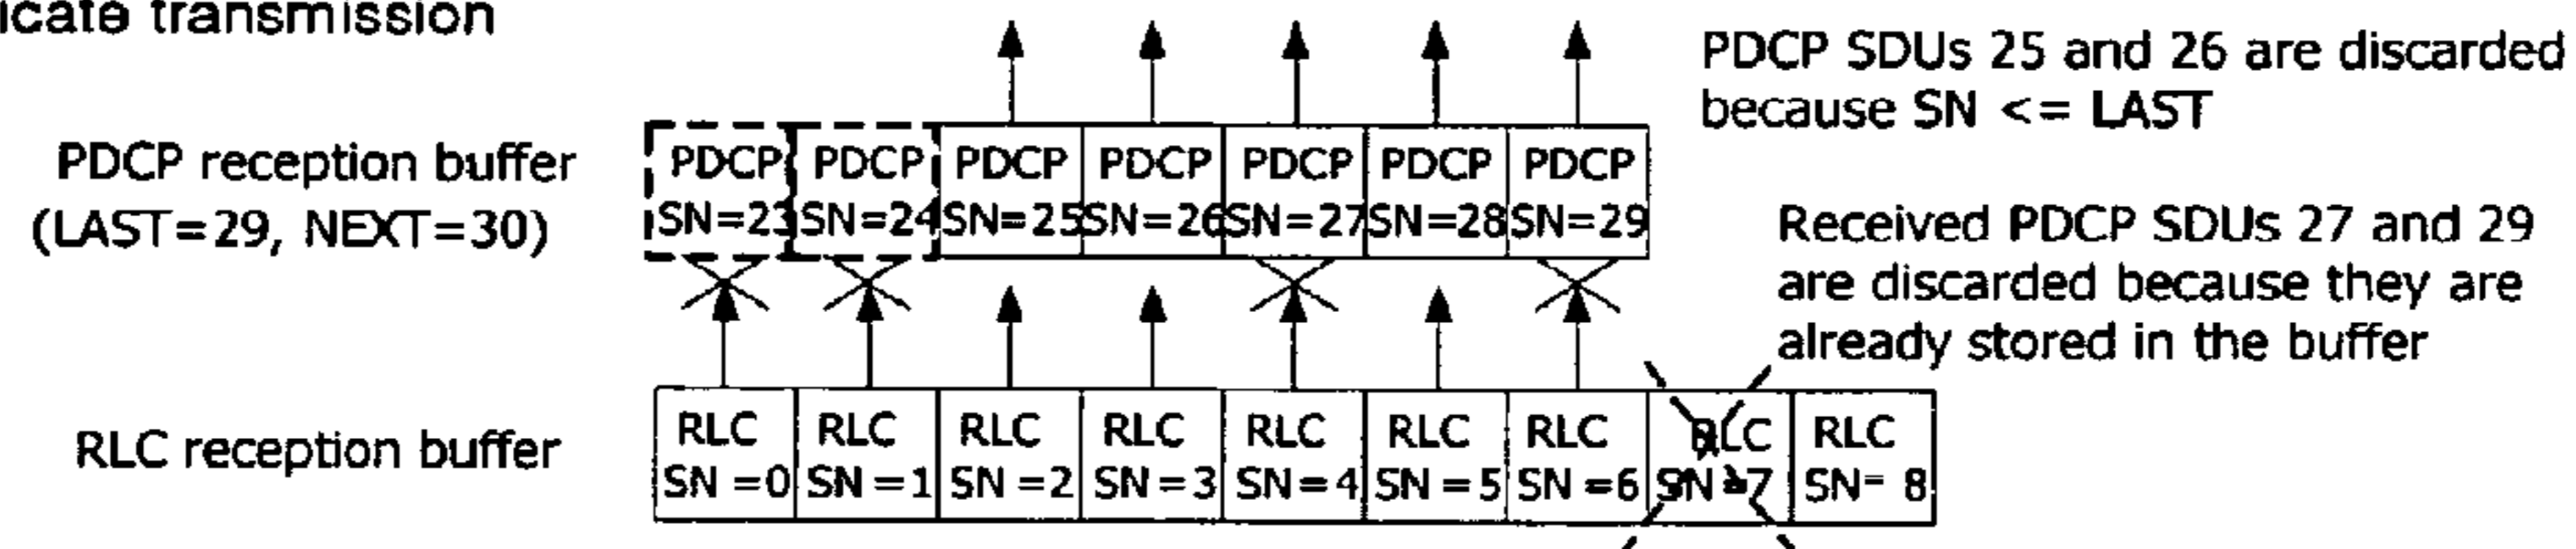 transmission
PDCP SDUs 25 and 26 are discarded
because SN <= LAST
PDCP reception buffer
(LAST=29, NEXT=30)
PDCP PDCP PDCP PDCP PDCP PDCP PDCP
SN=23 SN=24 SN=25 SN=26 SN=27 SN=28 SN=29
Received PDCP SDUs 27 and 29
are discarded because they are
already stored in the buffer
RLC reception buffer
RLC RLC RLC RLC RLC RLC RLC RLC RLC
SN =0 SN =1 SN =2 SN =3 SN=4 SN =5 SN =6 SN=7 SN= 8